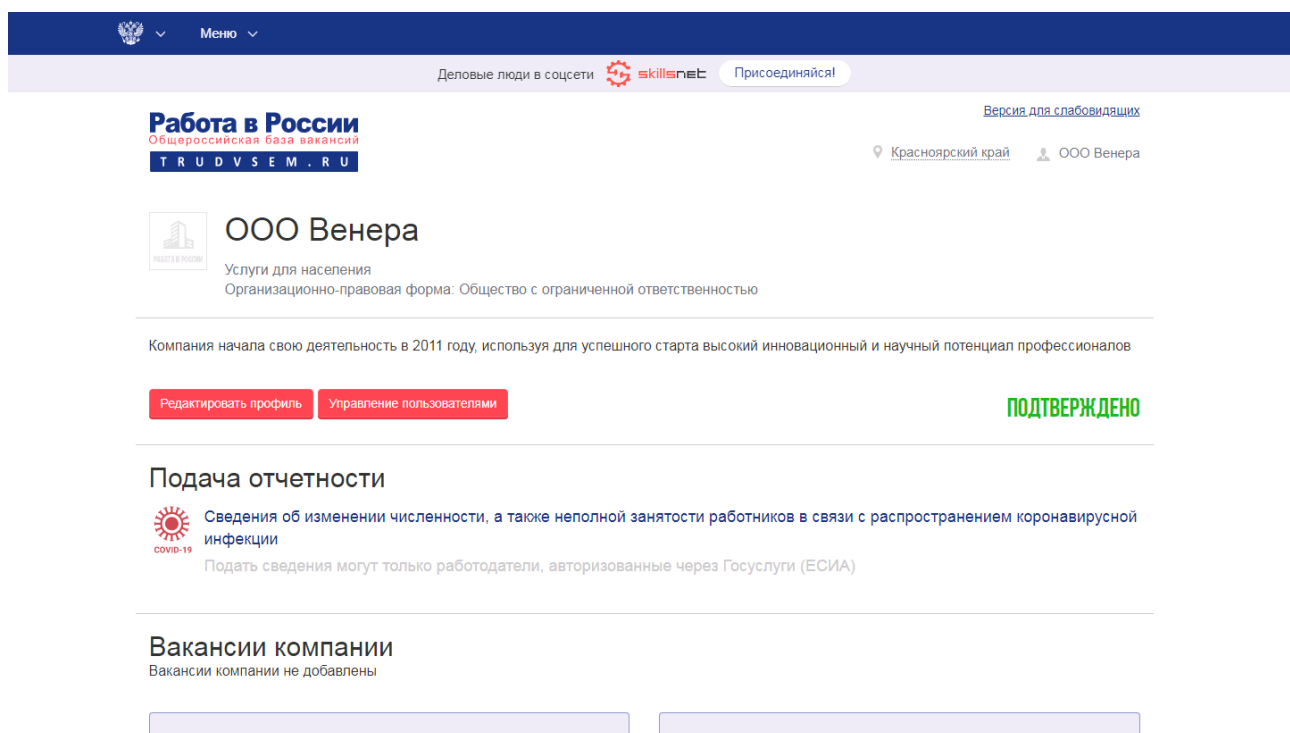 Меню
Деловые люди в соцсети skillsnet Присоединяйся!
Версия для слабовидящих
Работа в России
Общероссийская база вакансий
TRUDVSEM.RU
Красноярский край ООО Венера
РАБОТА В РОССИИ
ООО Венера
Услуги для населения
Организационно-правовая форма: Общество с ограниченной ответственностью
Компания начала свою деятельность в 2011 году, используя для успешного старта высокий инновационный и научный потенциал профессионалов
Редактировать профиль Управление пользователями ПОДТВЕРЖДЕНО
Подача отчетности
Сведения об изменении численности, а также неполной занятости работников в связи с распространением коронавирусной
инфекции
COVID-19
Подать сведения могут только работодатели, авторизованные через Госуслуги (ЕСИА)
Вакансии компании
Вакансии компании не добавлены